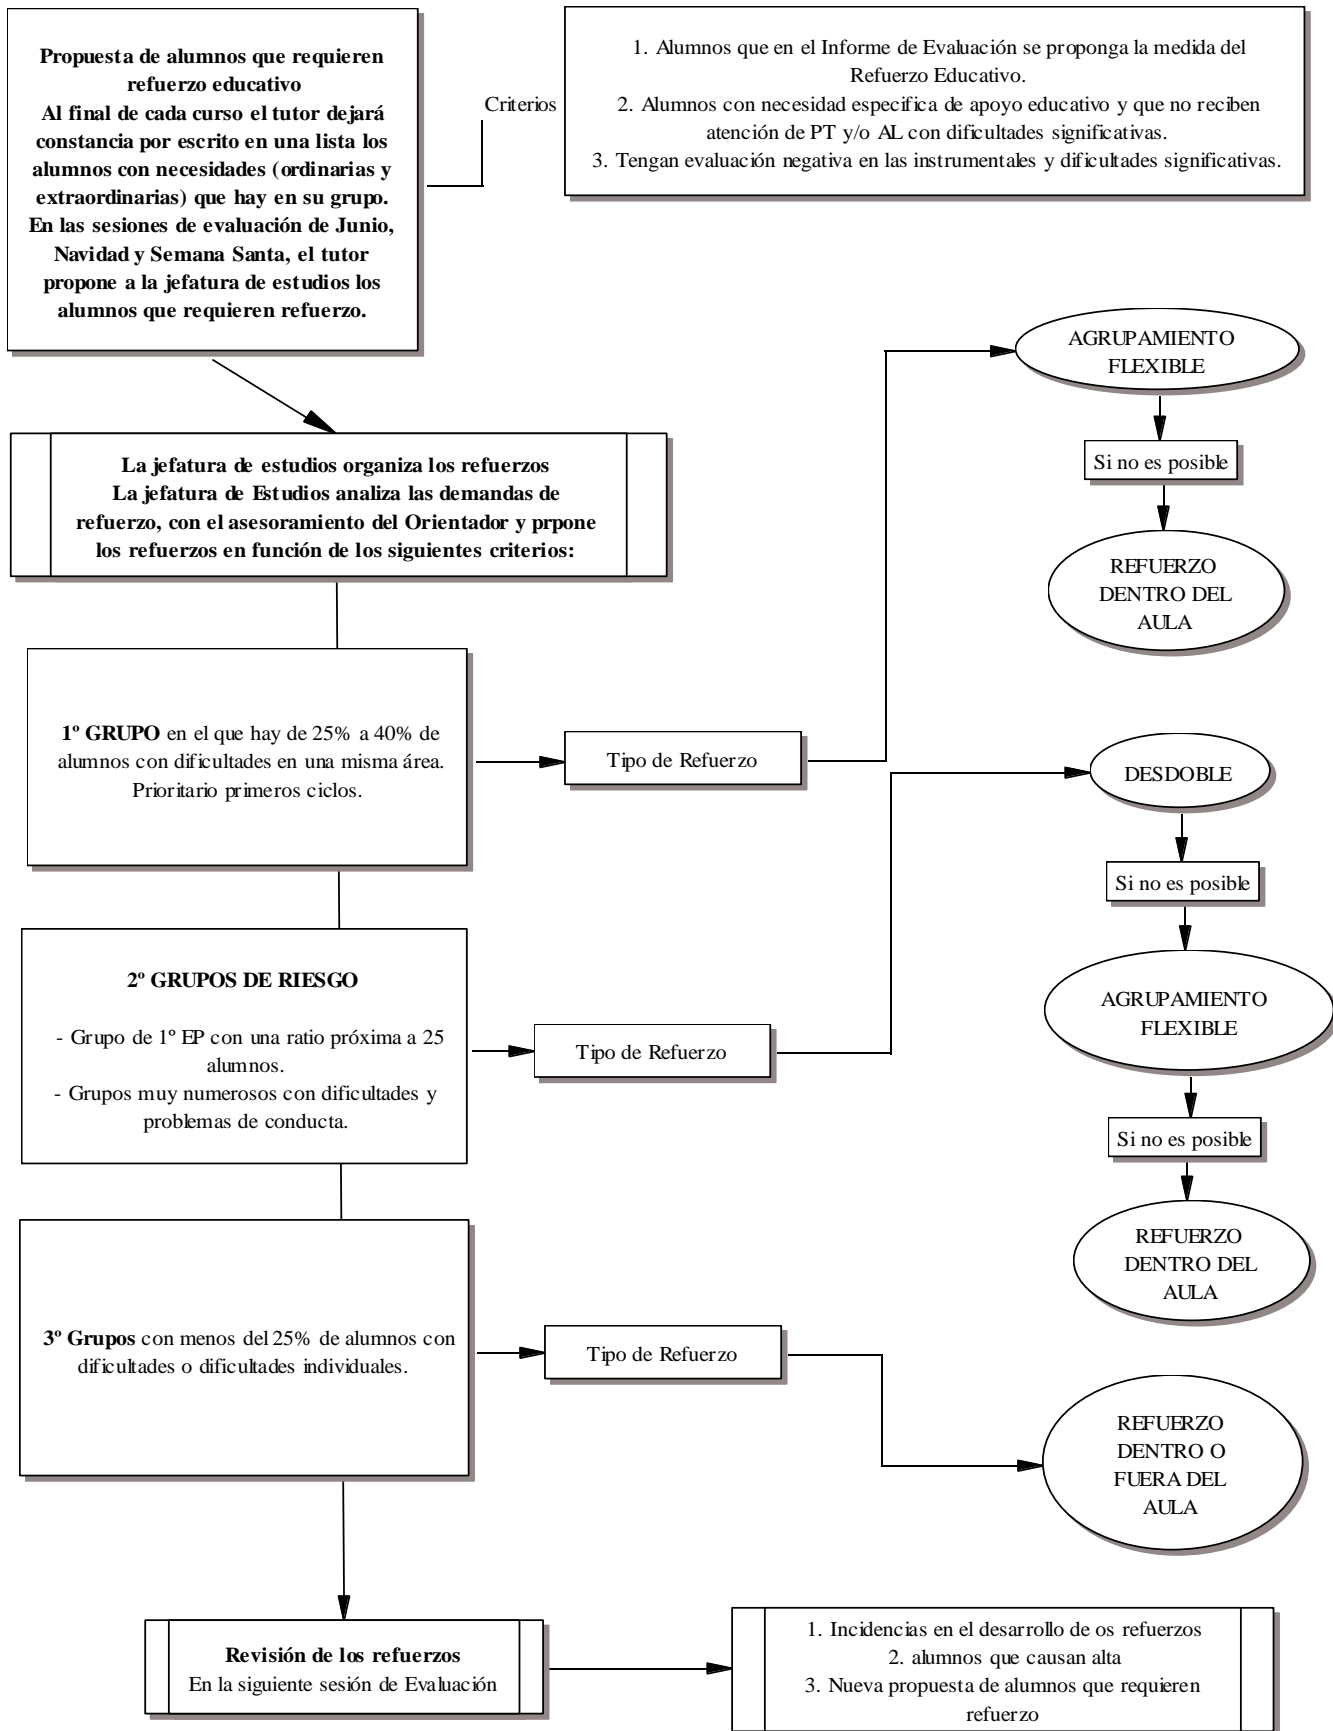 Propuesta de alumnos que requieren
refuerzo educativo
Al final de cada curso el tutor dejará
constancia por escrito en una lista los
alumnos con necesidades (ordinarias y
extraordinarias) que hay en su grupo.
En las sesiones de evaluación de Junio,
Navidad y Semana Santa, el tutor
propone a la jefatura de estudios los
alumnos que requieren refuerzo.
Criterios
1. Alumnos que en el Informe de Evaluación se proponga la medida del
Refuerzo Educativo.
2. Alumnos con necesidad especifica de apoyo educativo y que no reciben
atención de PT y/o AL con dificultades significativas.
3. Tengan evaluación negativa en las instrumentales y dificultades significativas.
La jefatura de estudios organiza los refuerzos
La jefatura de Estudios analiza las demandas de
refuerzo, con el asesoramiento del Orientador y prpone
los refuerzos en función de los siguientes criterios:
1º GRUPO en el que hay de 25% a 40% de
alumnos con dificultades en una misma área.
Prioritario primeros ciclos.
Tipo de Refuerzo
AGRUPAMIENTO
FLEXIBLE
Si no es posible
REFUERZO
DENTRO DEL
AULA
2º GRUPOS DE RIESGO
- Grupo de 1º EP con una ratio próxima a 25
alumnos.
- Grupos muy numerosos con dificultades y
problemas de conducta.
Tipo de Refuerzo
DESDOBLE
Si no es posible
AGRUPAMIENTO
FLEXIBLE
Si no es posible
REFUERZO
DENTRO DEL
AULA
3º Grupos con menos del 25% de alumnos con
dificultades o dificultades individuales.
Tipo de Refuerzo
REFUERZO
DENTRO O
FUERA DEL
AULA
Revisión de los refuerzos
En la siguiente sesión de Evaluación
1. Incidencias en el desarrollo de os refuerzos
2. alumnos que causan alta
3. Nueva propuesta de alumnos que requieren
refuerzo